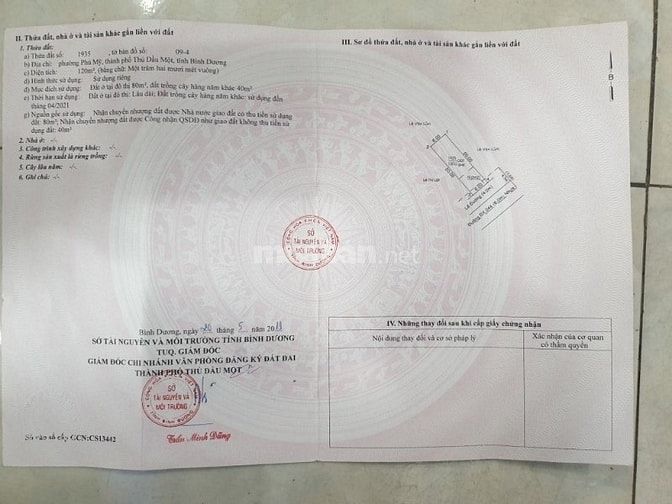 II. Thửa đất, nhà ở và tài sản khác gắn liền với đất
1. Thửa đất:
a) Thửa đất số: 1935, tờ bản đồ số: 09-4
b) Địa chỉ: phường Phú Mỹ, thành phố Thủ Dầu Một, tỉnh Bình Dương
c) Diện tích: 120m², (bằng chữ: Một trăm hai mươi mét vuông)
d) Hình thức sử dụng: Sử dụng riêng
đ) Mục đích sử dụng: Đất ở tại đô thị 80m², đất trồng cây hàng năm khác 40m²
e) Thời hạn sử dụng: Đất ở tại đô thị: Lâu dài; Đất trồng cây hàng năm khác: sử dụng đến
tháng 04/2021
g) Nguồn gốc sử dụng: Nhận chuyển nhượng đất được Nhà nước giao đất có thu tiền sử dụng
đất: 80m²; Nhận chuyển nhượng đất được Công nhận QSDĐ như giao đất không thu tiền sử
dụng đất: 40m²
2. Nhà ở: -/-
3. Công trình xây dựng khác: -/-
4. Rừng sản xuất là rừng trồng: -/-
5. Cây lâu năm: -/-
6. Ghi chú: -/-
Bình Dương, ngày 20 tháng 5 năm 2018
SỞ TÀI NGUYÊN VÀ MÔI TRƯỜNG TỈNH BÌNH DƯƠNG
TUQ. GIÁM ĐỐC
GIÁM ĐỐC CHI NHÁNH VĂN PHÒNG ĐĂNG KÝ ĐẤT ĐAI
THÀNH PHỐ THỦ DẦU MỘT
SỞ
TÀI NGUYÊN VÀ
MÔI TRƯỜNG
Trần Minh Dũng
Số vào sổ cấp GCN:CS13442
SỞ
TÀI NGUYÊN VÀ
MÔI TRƯỜNG
III. Sơ đồ thửa đất, nhà ở và tài sản khác gắn liền với đất
B
Lê Văn
Lề Đường
IV. Những thay đổi sau khi cấp giấy chứng nhận
Nội dung thay đổi và cơ sở pháp lý
Xác nhận của cơ quan
có thẩm quyền